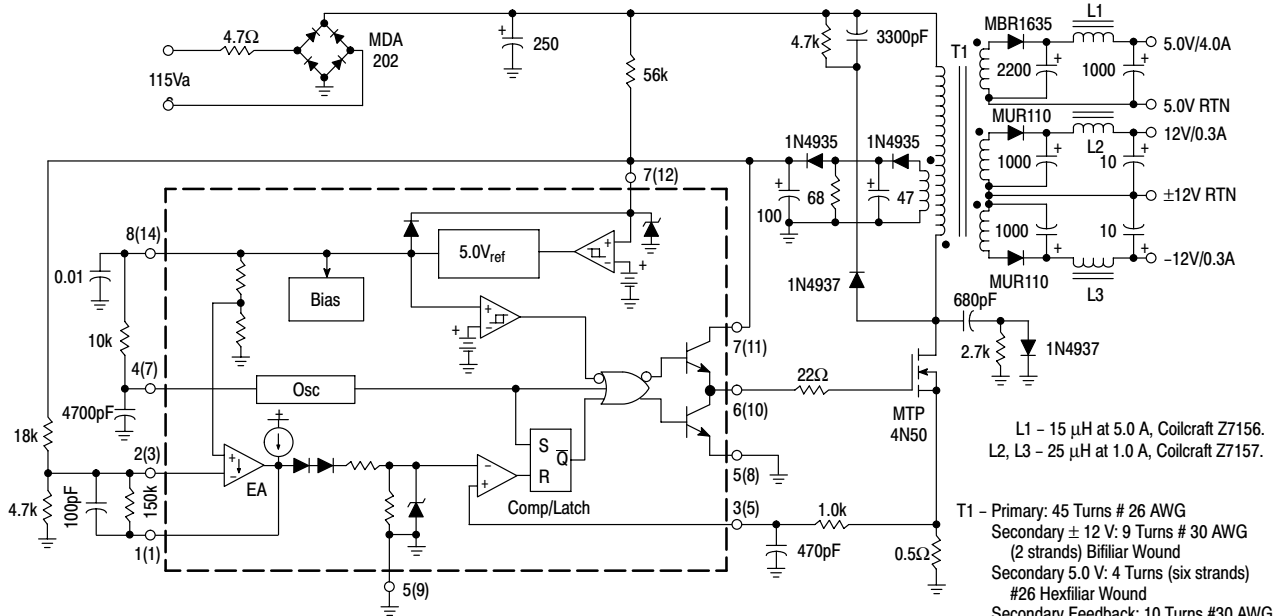 4.7Ω
MDA
202
115Va
+
250
56k
4.7k
3300pF
T1
MBR1635
L1
5.0V/4.0A
2200
+
1000
+
5.0V RTN
MUR110
12V/0.3A
1000
+
L2
10
+
±12V RTN
1000
+
10
+
MUR110
L3
−12V/0.3A
1N4935
1N4935
+
100
68
+
47
7(12)
8(14)
0.01
5.0Vref
+
−
+
Bias
1N4937
680pF
2.7k
1N4937
10k
+
−
+
7(11)
4(7)
Osc
22Ω
6(10)
MTP
4N50
4700pF
18k
+
S
Q
R
5(8)
2(3)
+
−
EA
−
+
Comp/Latch
4.7k
100pF
150k
1(1)
3(5)
1.0k
470pF
0.5Ω
5(9)
L1 – 15 μH at 5.0 A, Coilcraft Z7156.
L2, L3 – 25 μH at 1.0 A, Coilcraft Z7157.
T1 – Primary: 45 Turns # 26 AWG
Secondary ± 12 V: 9 Turns # 30 AWG
(2 strands) Bifiliar Wound
Secondary 5.0 V: 4 Turns (six strands)
#26 Hexfiliar Wound
Secondary Feedback: 10 Turns #30 AWG